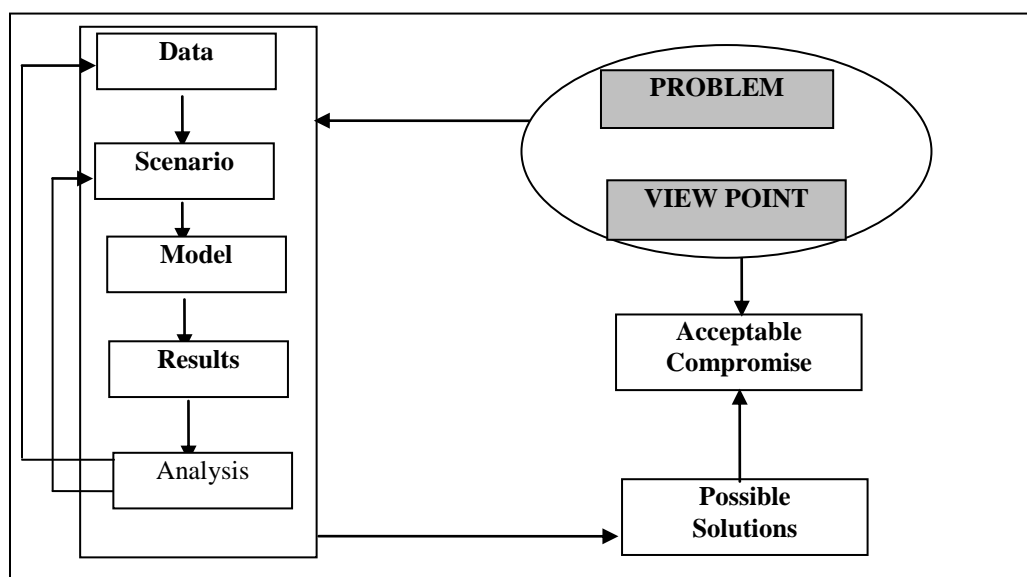 Data
Scenario
Model
Results
Analysis
PROBLEM
VIEW POINT
Acceptable
Compromise
Possible
Solutions